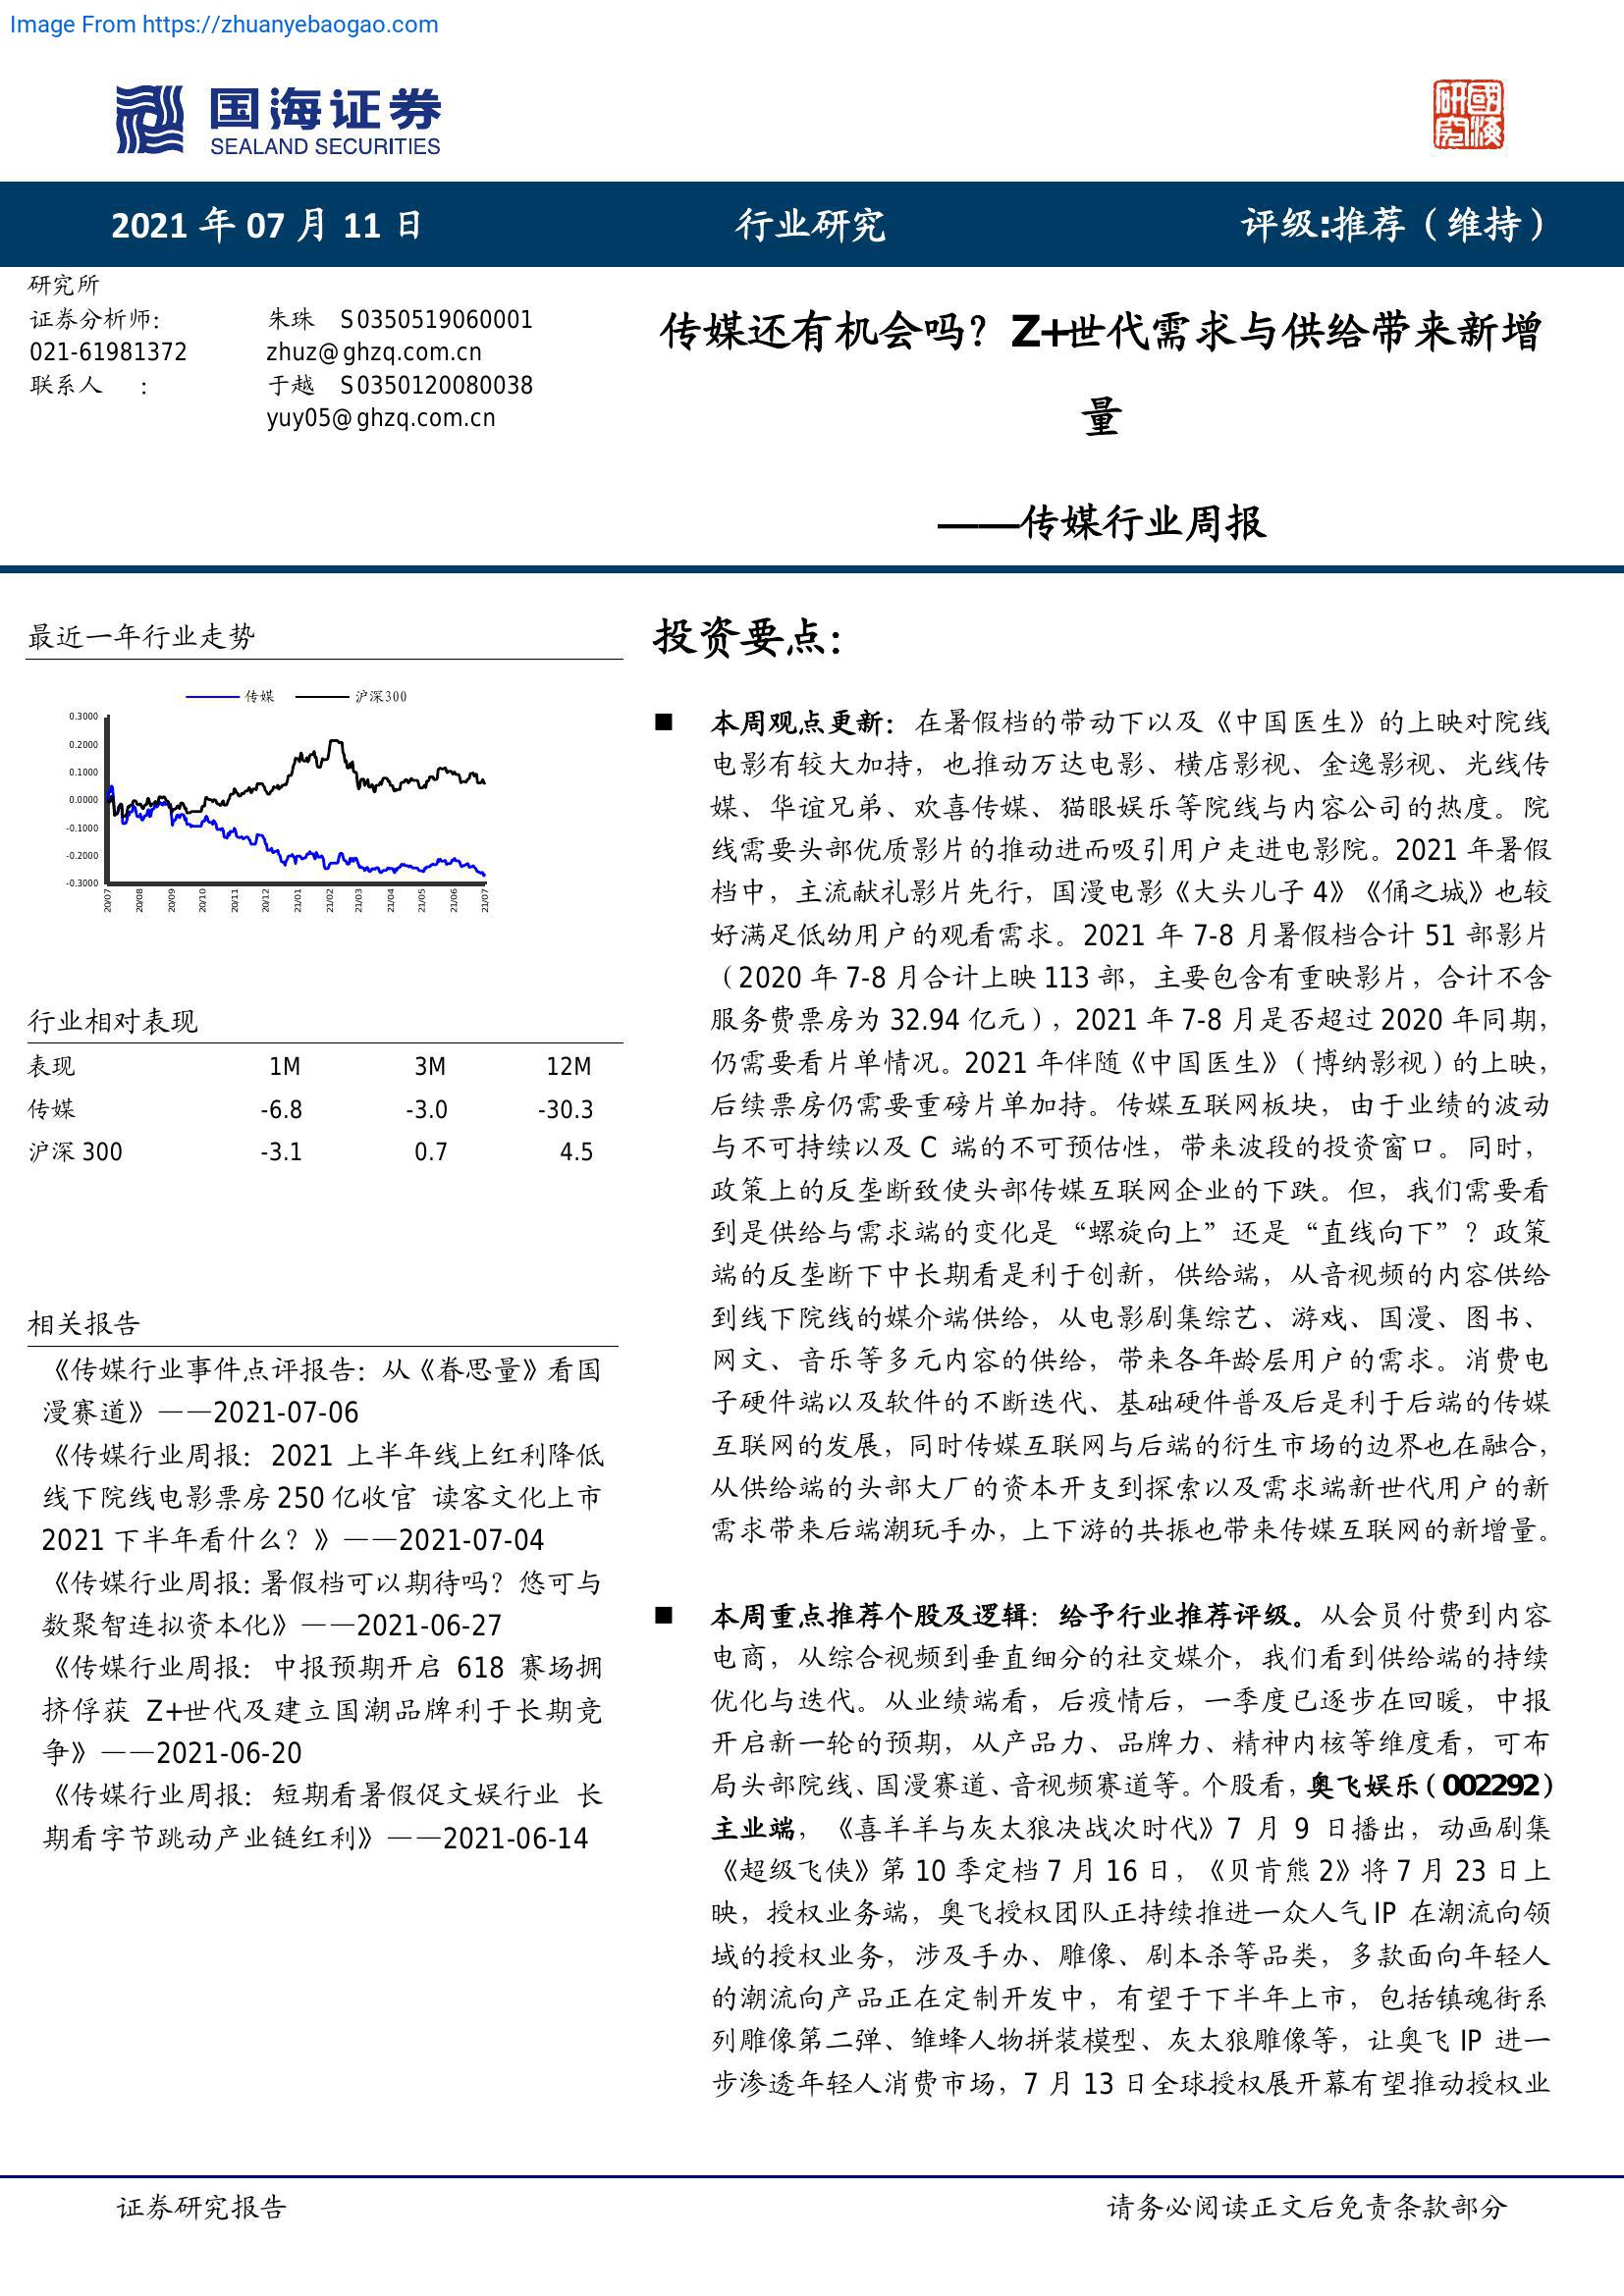 Image From https://zhuanyebaogao.com
国海证券
SEALAND SECURITIES
國海研究
2021 年 07 月 11 日
行业研究
评级:推荐（维持）
研究所
证券分析师: 朱珠 S0350519060001
021-61981372 zhuz@ghzq.com.cn
联系人 : 于越 S0350120080038
yuy05@ghzq.com.cn
传媒还有机会吗？Z+世代需求与供给带来新增
量
——传媒行业周报
最近一年行业走势
传媒 沪深300
0.3000
0.2000
0.1000
0.0000
-0.1000
-0.2000
-0.3000
20/07 20/08 20/09 20/10 20/11 20/12 21/01 21/02 21/03 21/04 21/05 21/06 21/07
行业相对表现
表现 1M 3M 12M
传媒 -6.8 -3.0 -30.3
沪深 300 -3.1 0.7 4.5
相关报告
《传媒行业事件点评报告：从《眷思量》看国
漫赛道》——2021-07-06
《传媒行业周报：2021 上半年线上红利降低
线下院线电影票房 250 亿收官 读客文化上市
2021 下半年看什么？》——2021-07-04
《传媒行业周报:暑假档可以期待吗？悠可与
数聚智连拟资本化》——2021-06-27
《传媒行业周报：中报预期开启 618 赛场拥
挤俘获 Z+世代及建立国潮品牌利于长期竞
争》——2021-06-20
《传媒行业周报：短期看暑假促文娱行业 长
期看字节跳动产业链红利》——2021-06-14
投资要点:
■ 本周观点更新：在暑假档的带动下以及《中国医生》的上映对院线
电影有较大加持，也推动万达电影、横店影视、金逸影视、光线传
媒、华谊兄弟、欢喜传媒、猫眼娱乐等院线与内容公司的热度。院
线需要头部优质影片的推动进而吸引用户走进电影院。2021 年暑假
档中，主流献礼影片先行，国漫电影《大头儿子 4》《俑之城》也较
好满足低幼用户的观看需求。2021 年 7-8 月暑假档合计 51 部影片
（2020 年 7-8 月合计上映 113 部，主要包含有重映影片，合计不含
服务费票房为 32.94 亿元），2021 年 7-8 月是否超过 2020 年同期，
仍需要看片单情况。2021 年伴随《中国医生》（博纳影视）的上映，
后续票房仍需要重磅片单加持。传媒互联网板块，由于业绩的波动
与不可持续以及 C 端的不可预估性，带来波段的投资窗口。同时，
政策上的反垄断致使头部传媒互联网企业的下跌。但，我们需要看
到是供给与需求端的变化是“螺旋向上”还是“直线向下”？政策
端的反垄断下中长期看是利于创新，供给端，从音视频的内容供给
到线下院线的媒介端供给，从电影剧集综艺、游戏、国漫、图书、
网文、音乐等多元内容的供给，带来各年龄层用户的需求。消费电
子硬件端以及软件的不断迭代、基础硬件普及后是利于后端的传媒
互联网的发展，同时传媒互联网与后端的衍生市场的边界也在融合，
从供给端的头部大厂的资本开支到探索以及需求端新世代用户的新
需求带来后端潮玩手办，上下游的共振也带来传媒互联网的新增量。
■ 本周重点推荐个股及逻辑：给予行业推荐评级。从会员付费到内容
电商，从综合视频到垂直细分的社交媒介，我们看到供给端的持续
优化与迭代。从业绩端看，后疫情后，一季度已逐步在回暖，中报
开启新一轮的预期，从产品力、品牌力、精神内核等维度看，可布
局头部院线、国漫赛道、音视频赛道等。个股看，奥飞娱乐（002292）
主业端，《喜羊羊与灰太狼决战次时代》7 月 9 日播出，动画剧集
《超级飞侠》第 10 季定档 7 月 16 日，《贝肯熊 2》将 7 月 23 日上
映，授权业务端，奥飞授权团队正持续推进一众人气 IP 在潮流向领
域的授权业务，涉及手办、雕像、剧本杀等品类，多款面向年轻人
的潮流向产品正在定制开发中，有望于下半年上市，包括镇魂街系
列雕像第二弹、雏蜂人物拼装模型、灰太狼雕像等，让奥飞 IP 进一
步渗透年轻人消费市场，7 月 13 日全球授权展开幕有望推动授权业
证券研究报告
请务必阅读正文后免责条款部分